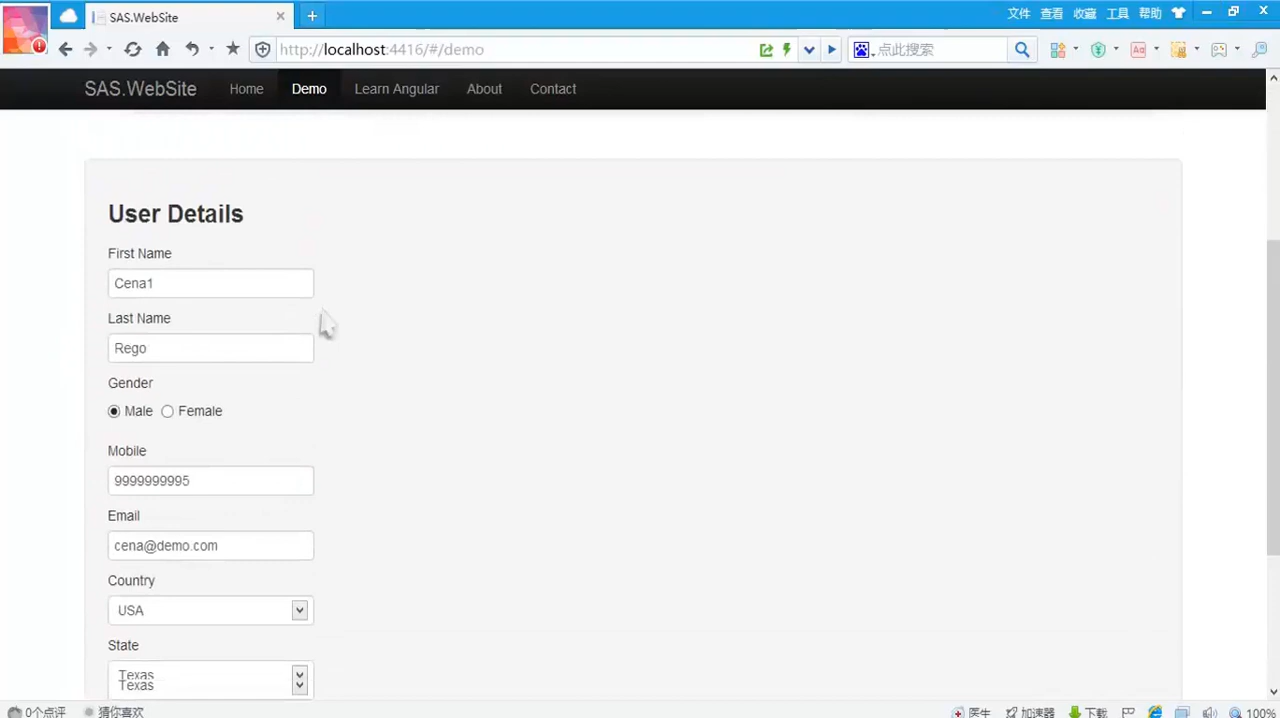 SAS.WebSite
文件 查看 收藏 工具 帮助
http://localhost:4416/#/demo
点此搜索
SAS.WebSite Home Demo Learn Angular About Contact
User Details
First Name
Cena1
Last Name
Rego
Gender
Male Female
Mobile
9999999995
Email
cena@demo.com
Country
USA
State
Texas
Texas
0个点评 猜你喜欢 医生 加速器 下载 100%